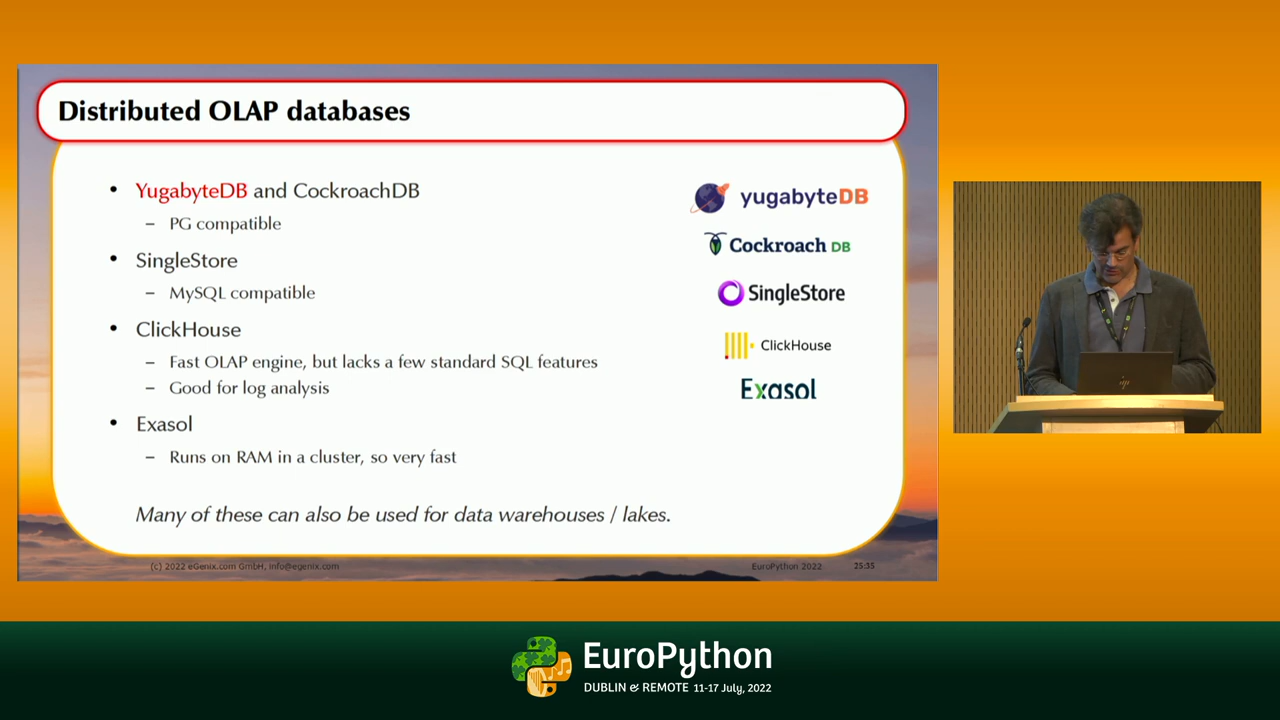 Distributed OLAP databases
• YugabyteDB and CockroachDB
– PG compatible
• SingleStore
– MySQL compatible
• ClickHouse
– Fast OLAP engine, but lacks a few standard SQL features
– Good for log analysis
• Exasol
– Runs on RAM in a cluster, so very fast
Many of these can also be used for data warehouses / lakes.
yugabyteDB
Cockroach DB
SingleStore
ClickHouse
Exasol
(c) 2022 eGenix.com GmbH, info@egenix.com
EuroPython 2022
25:35
hp
EuroPython
DUBLIN & REMOTE 11-17 July, 2022